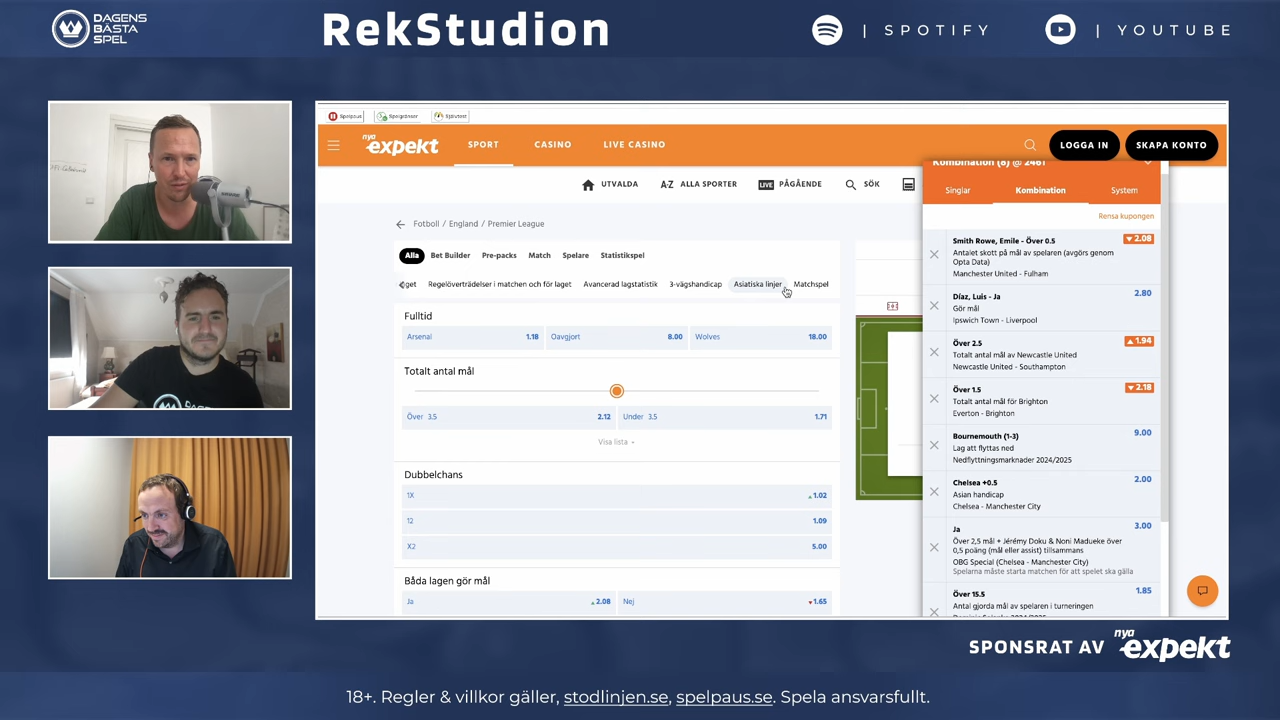 DAGENS
BÄSTA
SPEL
RekStudion
| SPOTIFY
| YOUTUBE
Spelpaus
Spelgränser
Självtest
nya
expekt
SPORT
CASINO
LIVE CASINO
LOGGA IN
SKAPA KONTO
UTVALDA
A-Z ALLA SPORTER
LIVE PÅGÅENDE
SÖK
Fotboll / England / Premier League
Alla
Bet Builder
Pre-packs
Match
Spelare
Statistikspel
get
Regelöverträdelser i matchen och för laget
Avancerad lagstatistik
3-vägshandicap
Asiatiska linjer
Matchspel
Fulltid
Arsenal 1.18
Oavgjort 8.00
Wolves 18.00
Totalt antal mål
Över 3.5 2.12
Under 3.5 1.71
Visa lista
Dubbelchans
1X 1.02
12 1.09
X2 5.00
Båda lagen gör mål
Ja 2.08
Nej 1.65
Kombination (8) @ 2461
Singlar
Kombination
System
Rensa kupongen
Smith Rowe, Emile - Över 0.5 2.08
Antalet skott på mål av spelaren (avgörs genom
Opta Data)
Manchester United - Fulham
Díaz, Luis - Ja 2.80
Gör mål
Ipswich Town - Liverpool
Över 2.5 1.94
Totalt antal mål av Newcastle United
Newcastle United - Southampton
Över 1.5 2.18
Totalt antal mål för Brighton
Everton - Brighton
Bournemouth (1-3) 9.00
Lag att flyttas ned
Nedflyttningsmarknader 2024/2025
Chelsea +0.5 2.00
Asian handicap
Chelsea - Manchester City
Ja 3.00
Över 2,5 mål + Jérémy Doku & Noni Madueke över
0,5 poäng (mål eller assist) tillsammans
OBG Special (Chelsea - Manchester City)
Spelarna måste starta matchen för att spelet ska gälla
Över 15.5 1.85
Antal gjorda mål av spelaren i turneringen
SPONSRAT AV
nya
expekt
18+. Regler & villkor gäller, stodlinjen.se, spelpaus.se. Spela ansvarsfullt.